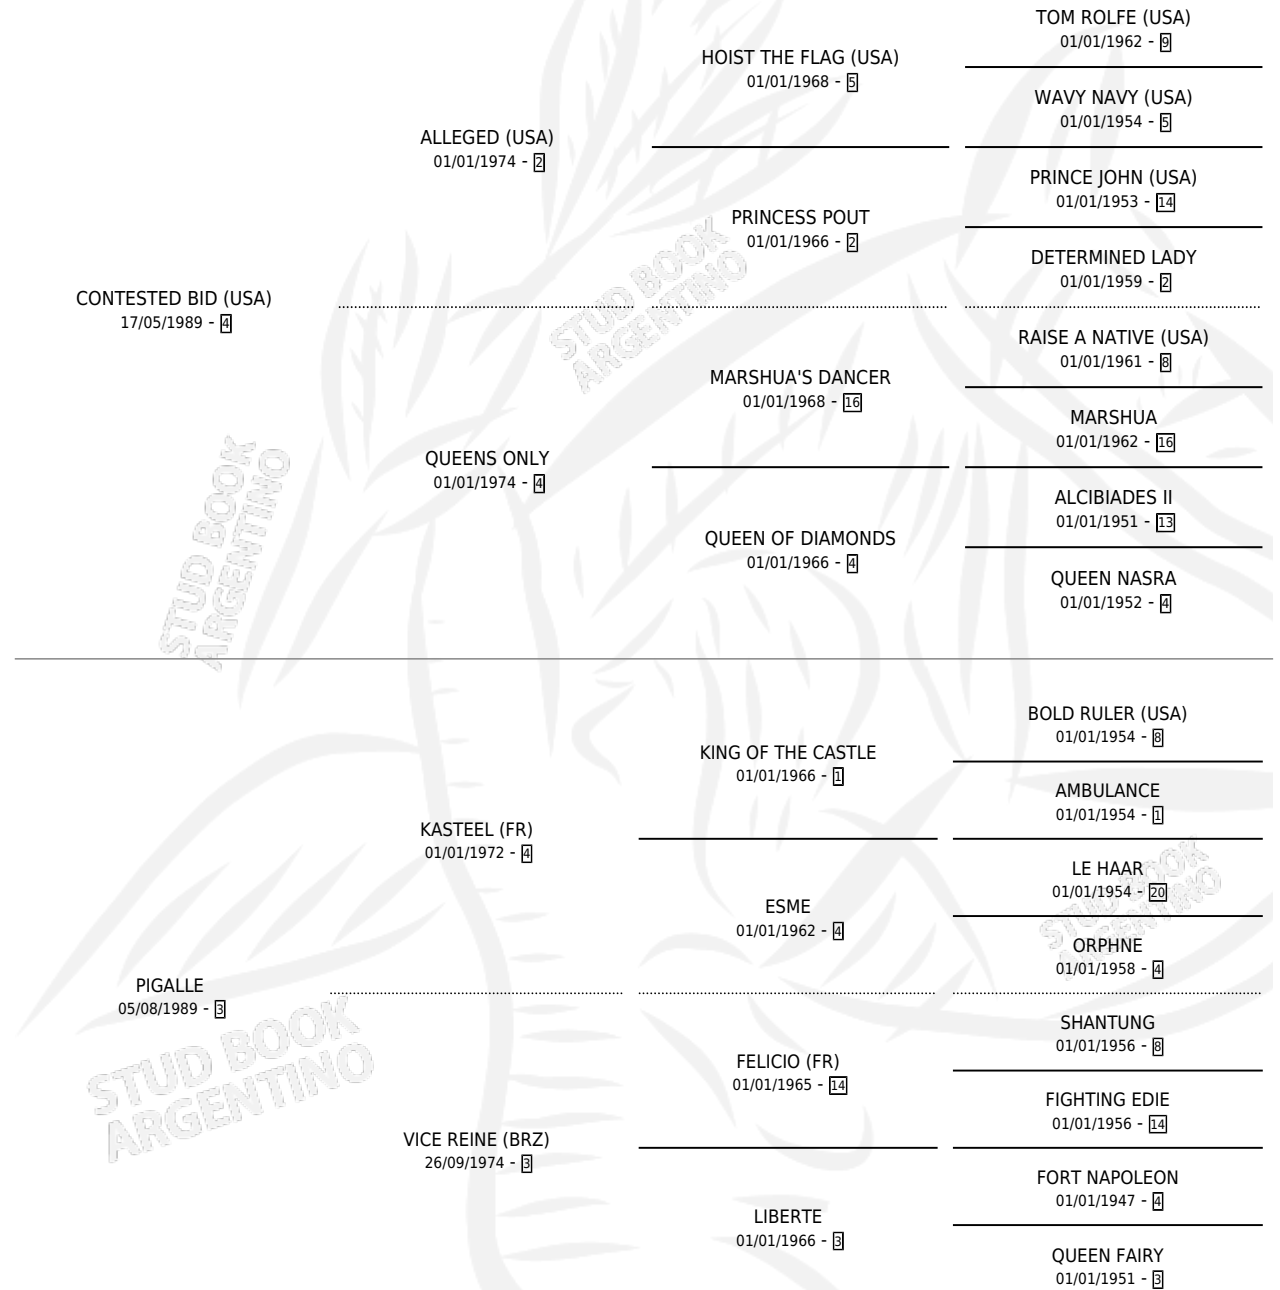 TOM ROLFE (USA)
01/01/1962 - 9
HOIST THE FLAG (USA)
01/01/1968 - 5
WAVY NAVY (USA)
01/01/1954 - 5
ALLEGED (USA)
01/01/1974 - 2
PRINCE JOHN (USA)
01/01/1953 - 14
PRINCESS POUT
01/01/1966 - 2
DETERMINED LADY
01/01/1959 - 2
CONTESTED BID (USA)
17/05/1989 - 4
STUD BOOK
ARGENTINO
RAISE A NATIVE (USA)
01/01/1961 - 8
MARSHUA'S DANCER
01/01/1968 - 16
MARSHUA
01/01/1962 - 16
QUEENS ONLY
01/01/1974 - 4
ALCIBIADES II
01/01/1951 - 13
QUEEN OF DIAMONDS
01/01/1966 - 4
QUEEN NASRA
01/01/1952 - 4
STUD BOOK
ARGENTINO
BOLD RULER (USA)
01/01/1954 - 8
KING OF THE CASTLE
01/01/1966 - 1
AMBULANCE
01/01/1954 - 1
KASTEEL (FR)
01/01/1972 - 4
LE HAAR
01/01/1954 - 20
ESME
01/01/1962 - 4
ORPHNE
01/01/1958 - 4
STUD BOOK
ARGENTINO
PIGALLE
05/08/1989 - 3
SHANTUNG
01/01/1956 - 8
FELICIO (FR)
01/01/1965 - 14
FIGHTING EDIE
01/01/1956 - 14
STUD BOOK
ARGENTINO
VICE REINE (BRZ)
26/09/1974 - 3
FORT NAPOLEON
01/01/1947 - 4
LIBERTE
01/01/1966 - 3
QUEEN FAIRY
01/01/1951 - 3